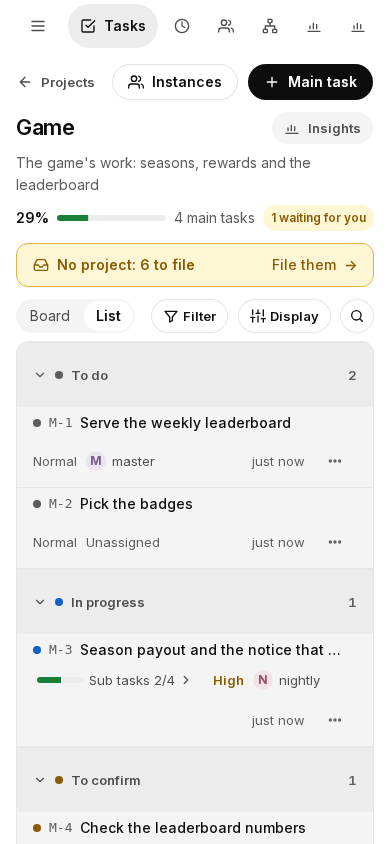 Tasks
Projects
Instances
Main task
Game
Insights
The game's work: seasons, rewards and the
leaderboard
29%
4 main tasks
1 waiting for you
No project: 6 to file
File them
Board
List
Filter
Display
To do
2
M-1 Serve the weekly leaderboard
Normal
M
master
just now
M-2 Pick the badges
Normal
Unassigned
just now
In progress
1
M-3 Season payout and the notice that ...
Sub tasks 2/4
High
N
nightly
just now
To confirm
1
M-4 Check the leaderboard numbers